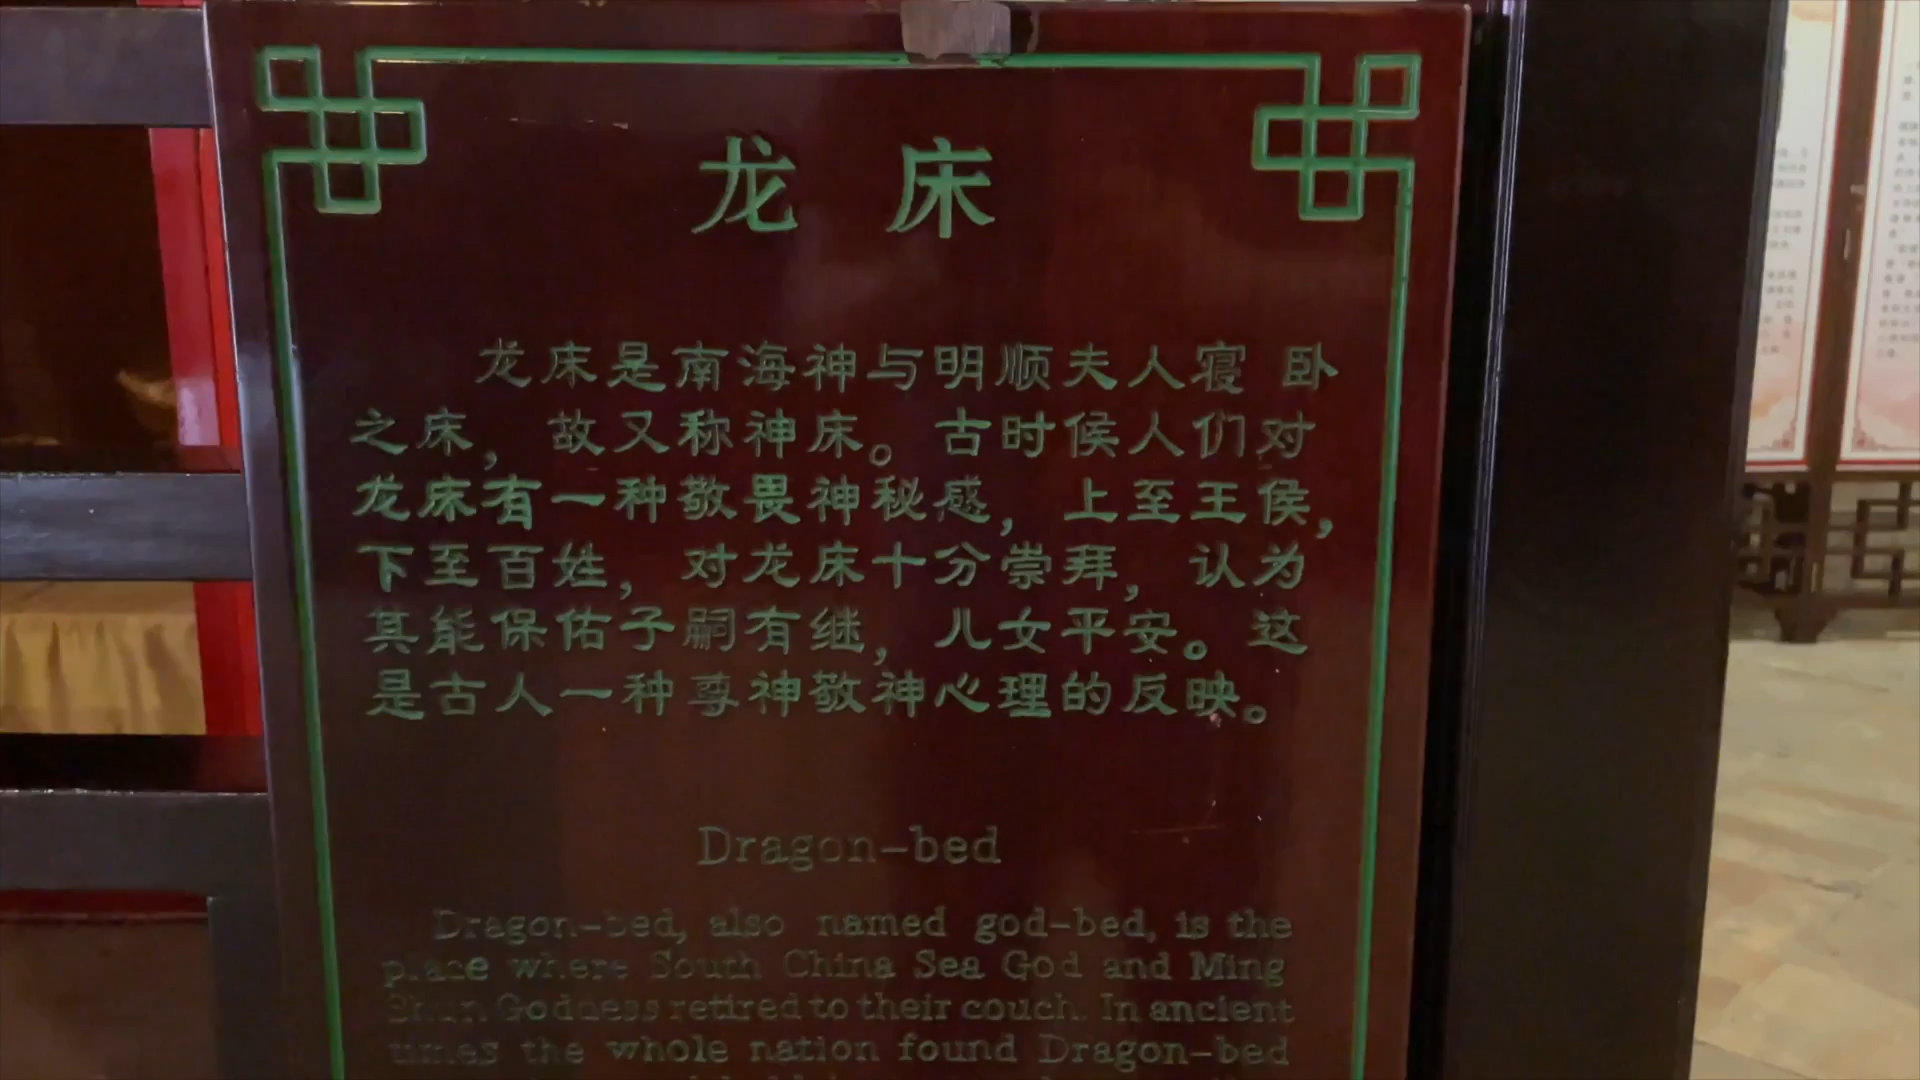 龙 床
龙床是南海神与明顺夫人寝 卧
之床，故又称神床。古时候人们对
龙床有一种敬畏神秘感，上至王侯，
下至百姓，对龙床十分崇拜，认为
其能保佑子嗣有继，儿女平安。这
是古人一种尊神敬神心理的反映。
Dragon-bed
Dragon-bed, also named god-bed, is the
place where South China Sea God and Ming
Shun Goddess retired to their couch. In ancient
times the whole nation found Dragon-bed